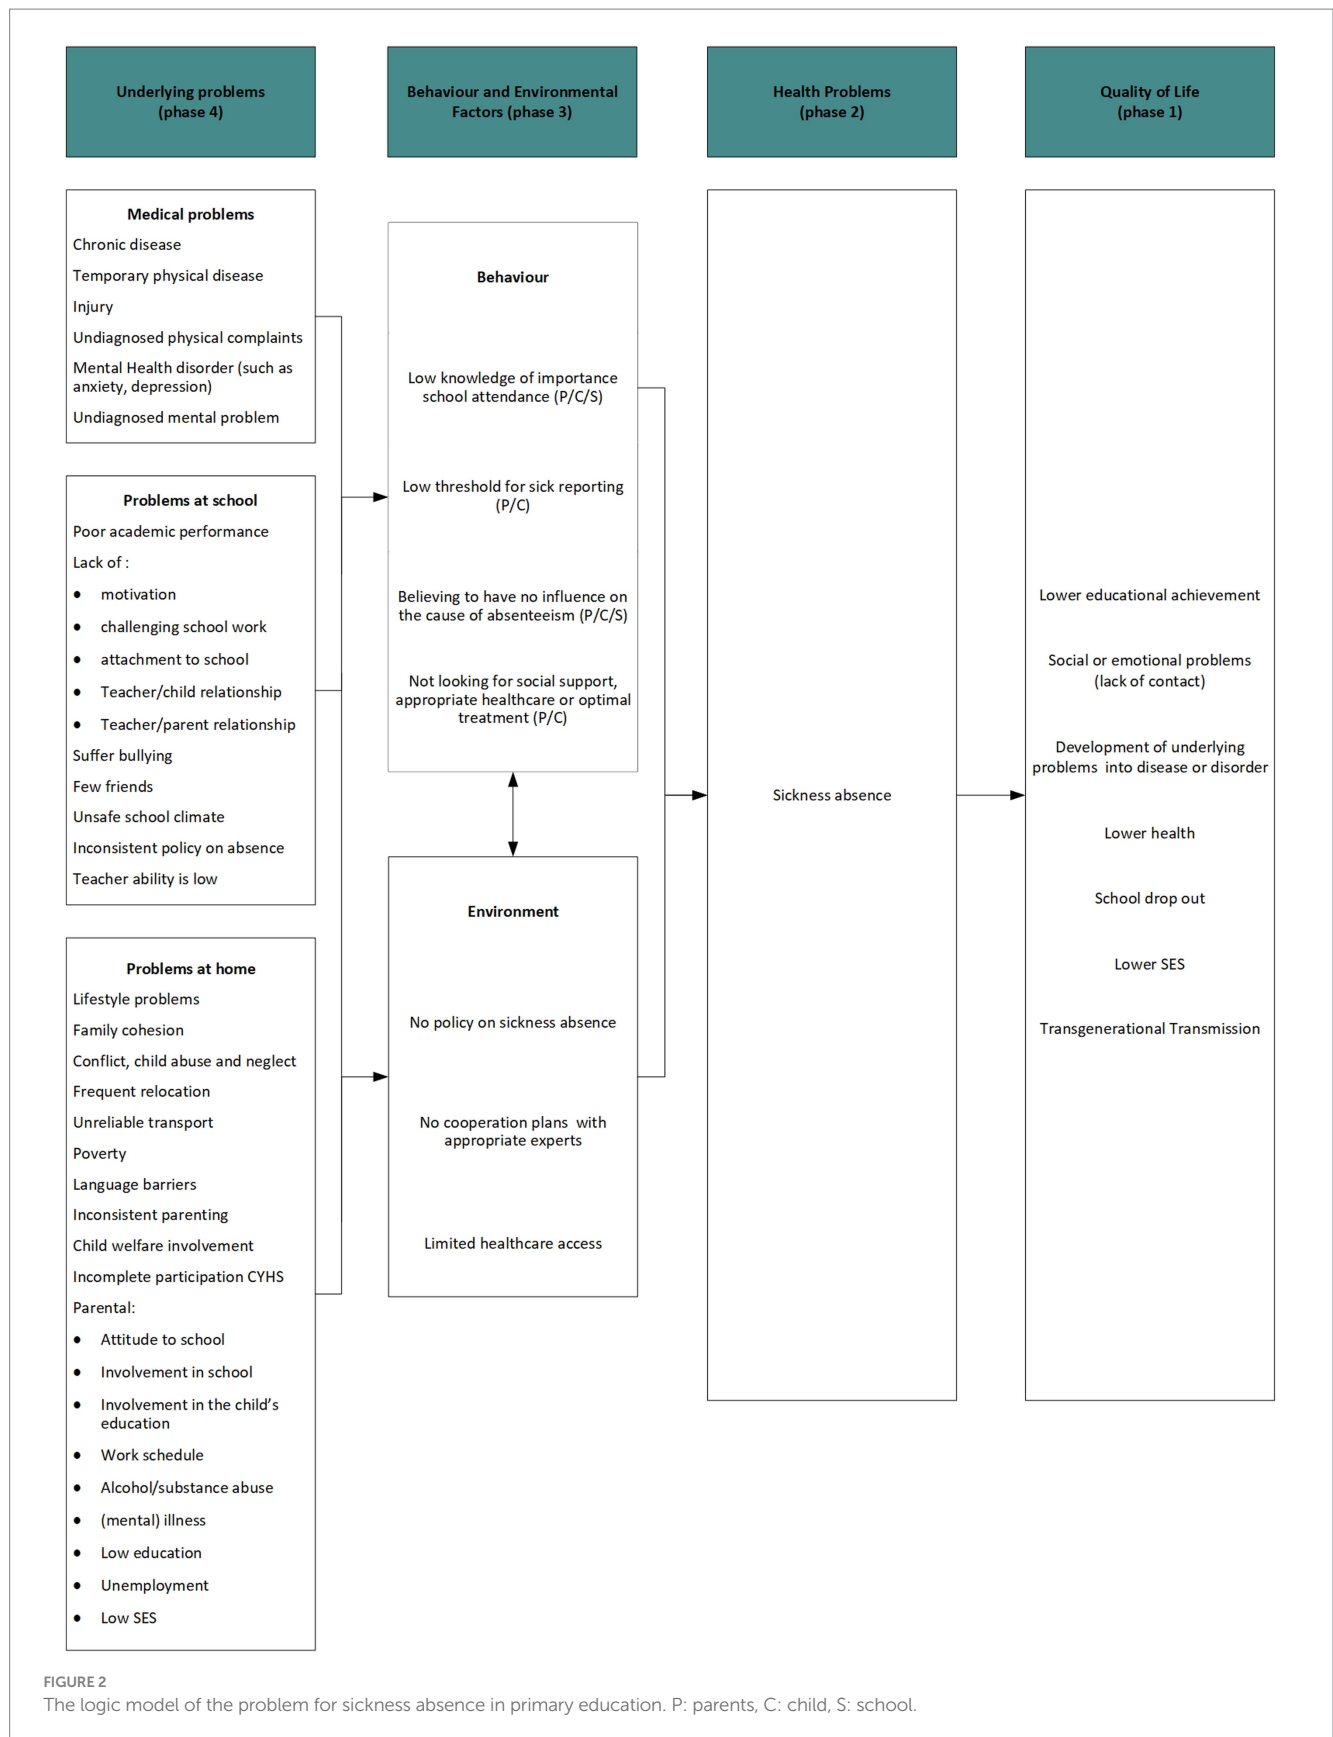 Underlying problems
(phase 4)
Behaviour and Environmental
Factors (phase 3)
Health Problems
(phase 2)
Quality of Life
(phase 1)
Medical problems
Chronic disease
Temporary physical disease
Injury
Undiagnosed physical complaints
Mental Health disorder (such as
anxiety, depression)
Undiagnosed mental problem
Problems at school
Poor academic performance
Lack of :
• motivation
• challenging school work
• attachment to school
• Teacher/child relationship
• Teacher/parent relationship
Suffer bullying
Few friends
Unsafe school climate
Inconsistent policy on absence
Teacher ability is low
Problems at home
Lifestyle problems
Family cohesion
Conflict, child abuse and neglect
Frequent relocation
Unreliable transport
Poverty
Language barriers
Inconsistent parenting
Child welfare involvement
Incomplete participation CYHS
Parental:
• Attitude to school
• Involvement in school
• Involvement in the child’s
education
• Work schedule
• Alcohol/substance abuse
• (mental) illness
• Low education
• Unemployment
• Low SES
Behaviour
Low knowledge of importance
school attendance (P/C/S)
Low threshold for sick reporting
(P/C)
Believing to have no influence on
the cause of absenteeism (P/C/S)
Not looking for social support,
appropriate healthcare or optimal
treatment (P/C)
Environment
No policy on sickness absence
No cooperation plans with
appropriate experts
Limited healthcare access
Sickness absence
Lower educational achievement
Social or emotional problems
(lack of contact)
Development of underlying
problems into disease or disorder
Lower health
School drop out
Lower SES
Transgenerational Transmission
FIGURE 2
The logic model of the problem for sickness absence in primary education. P: parents, C: child, S: school.